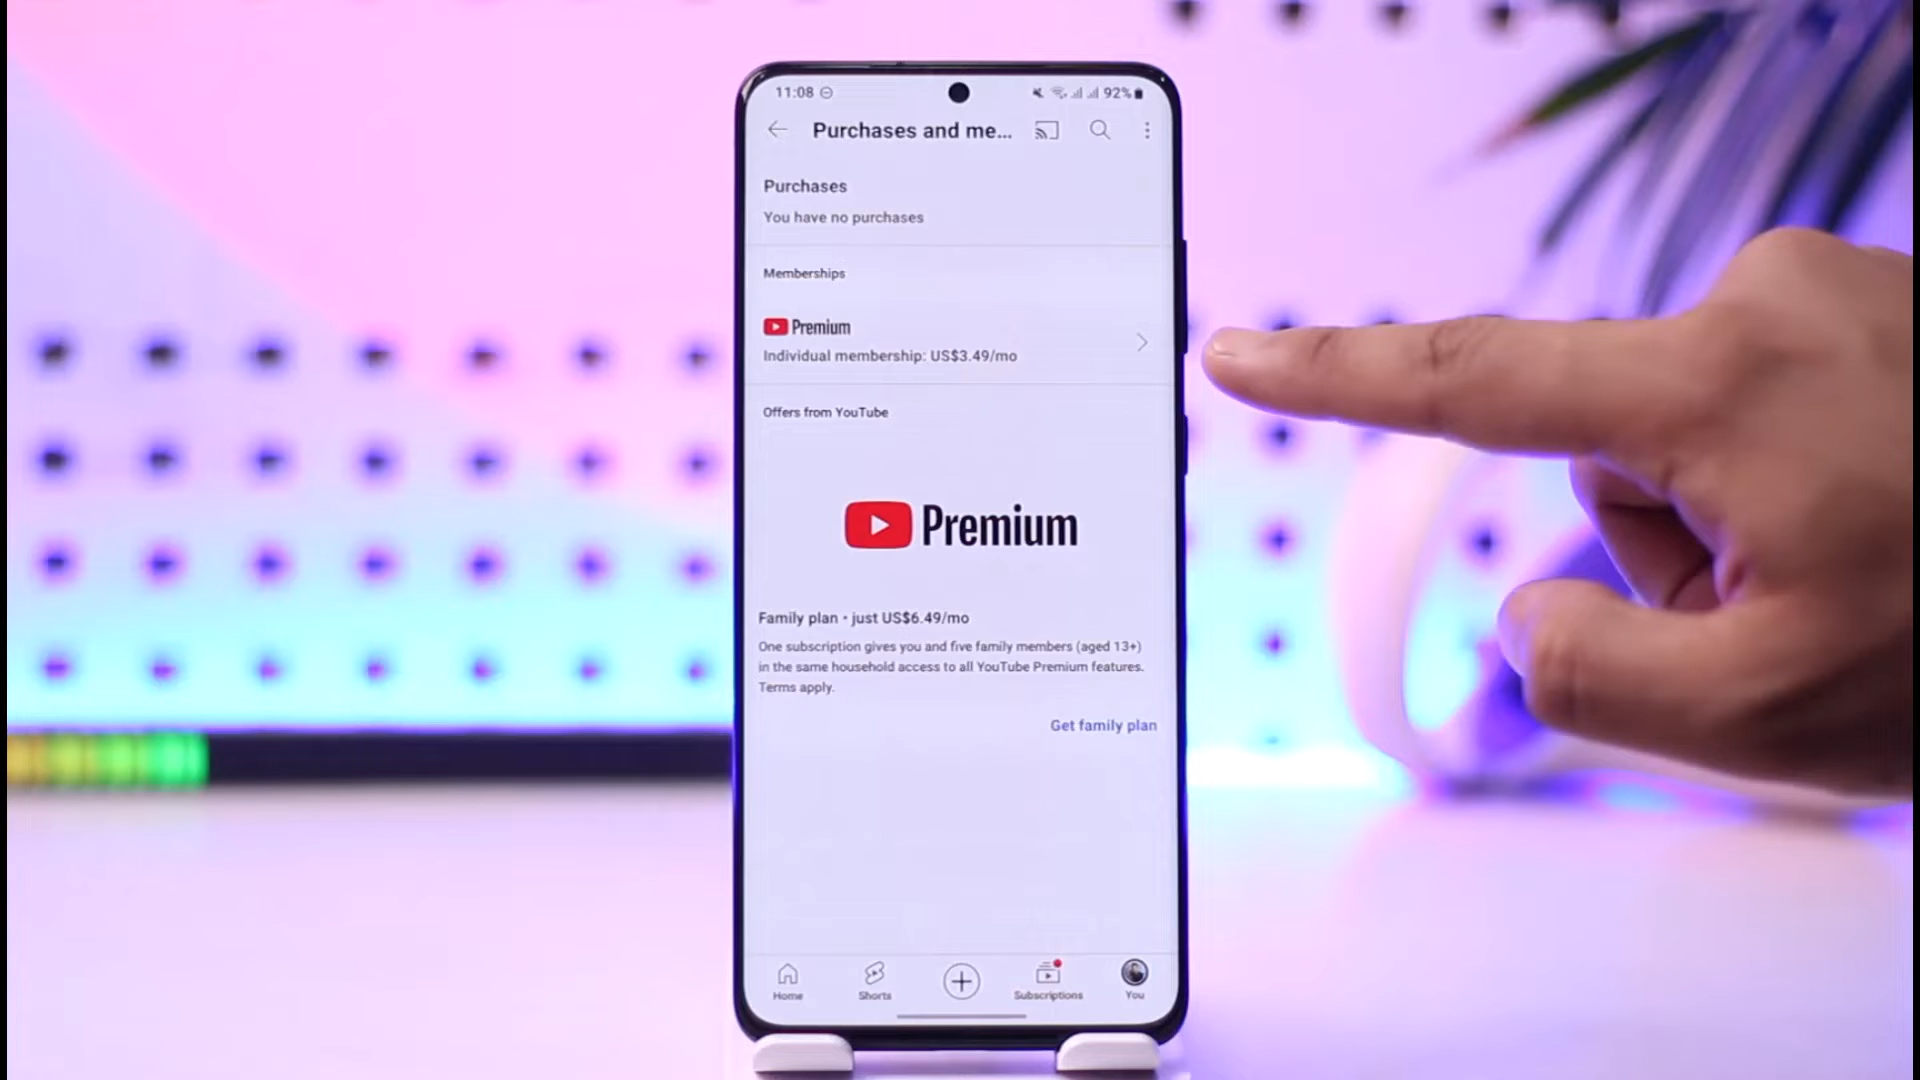 11:08
92%
Purchases and me...
Purchases
You have no purchases
Memberships
Premium
Individual membership: US$3.49/mo
Offers from YouTube
Premium
Family plan • just US$6.49/mo
One subscription gives you and five family members (aged 13+)
in the same household access to all YouTube Premium features.
Terms apply.
Get family plan
Home
Shorts
Subscriptions
You